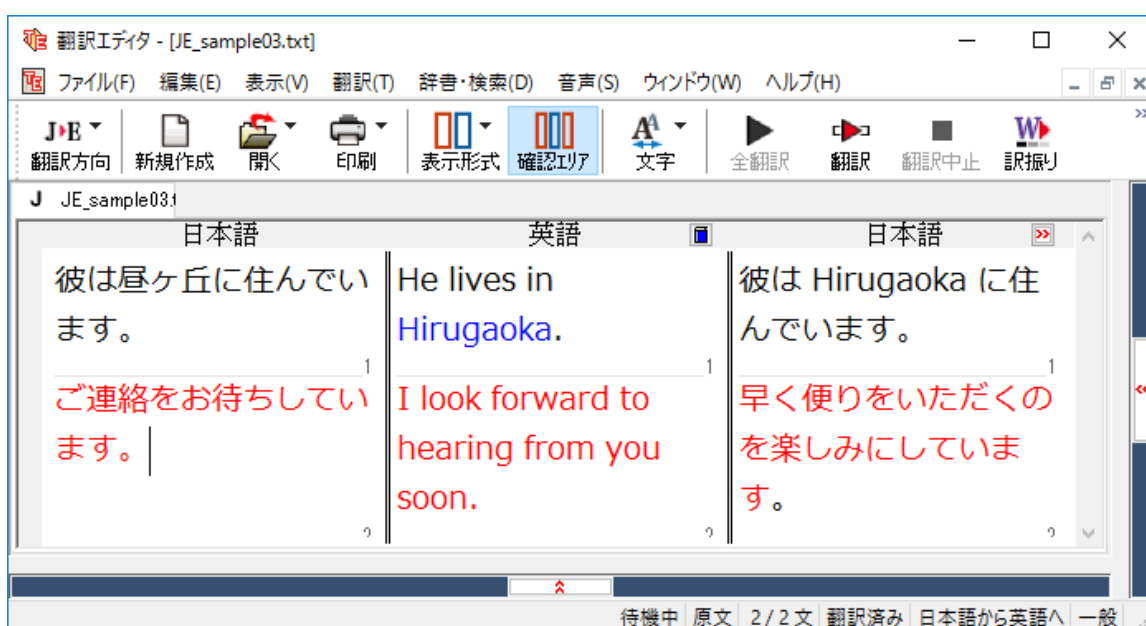 翻訳エディタ - [JE_sample03.txt]
ファイル(F) 編集(E) 表示(V) 翻訳(T) 辞書・検索(D) 音声(S) ウィンドウ(W) ヘルプ(H)
翻訳方向 新規作成 開く 印刷 表示形式 確認エリア 文字 全翻訳 翻訳 翻訳中止 訳振り
J JE_sample03.t
日本語 英語 日本語
彼は昼ヶ丘に住んでい
ます。
1
He lives in
Hirugaoka.
1
彼は Hirugaoka に住
んでいます。
1
ご連絡をお待ちしてい
ます。
2
I look forward to
hearing from you
soon.
2
早く便りをいただくの
を楽しみにしていま
す。
2
待機中 原文 2/2文 翻訳済み 日本語から英語へ 一般